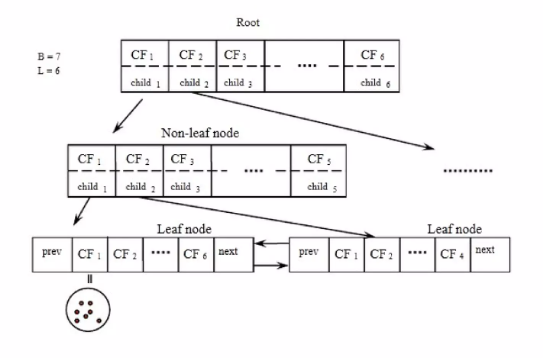 Root
B = 7
L = 6
CF 1 CF 2 CF 3 .... CF 6
child 1 child 2 child 3 child 6
Non-leaf node
CF 1 CF 2 CF 3 .... CF 5
child 1 child 2 child 3 child 5
..........
Leaf node Leaf node
prev CF 1 CF 2 .... CF 6 next prev CF 1 CF 2 .... CF 4 next
=